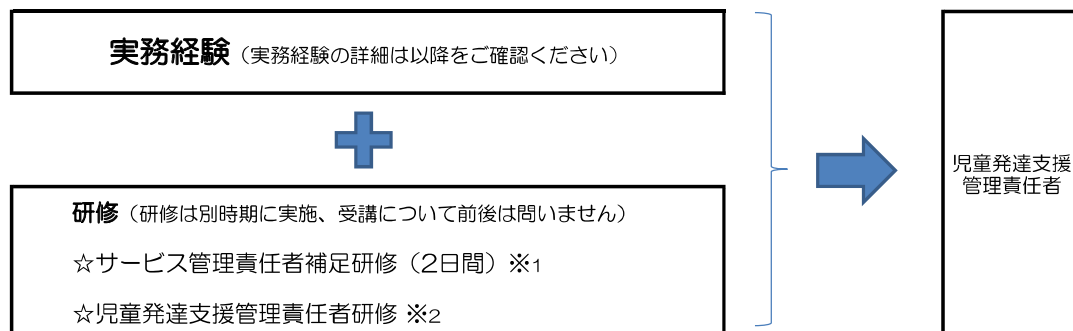 実務経験（実務経験の詳細は以降をご確認ください）
研修（研修は別時期に実施、受講について前後は問いません）
☆サービス管理責任者補足研修（2日間）※1
☆児童発達支援管理責任者研修 ※2
児童発達支援
管理責任者